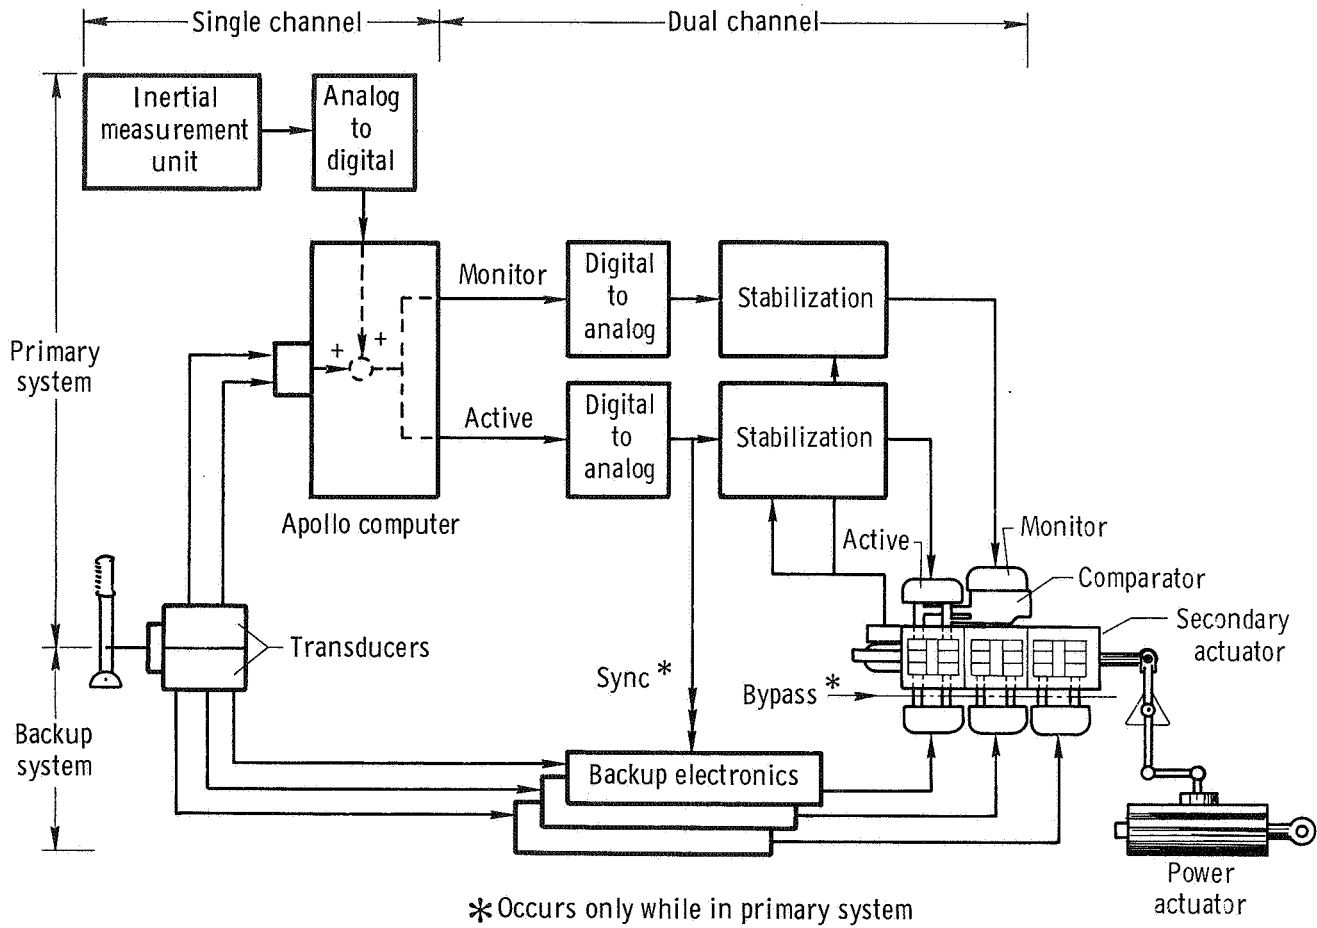 Single channel
Dual channel
Inertial
measurement
unit
Analog
to
digital
Monitor
Digital
to
analog
Stabilization
Primary
system
+
+
Active
Digital
to
analog
Stabilization
Apollo computer
Active
Monitor
Comparator
Secondary
actuator
Transducers
Sync *
Bypass *
Backup
system
Backup electronics
Power
actuator
* Occurs only while in primary system